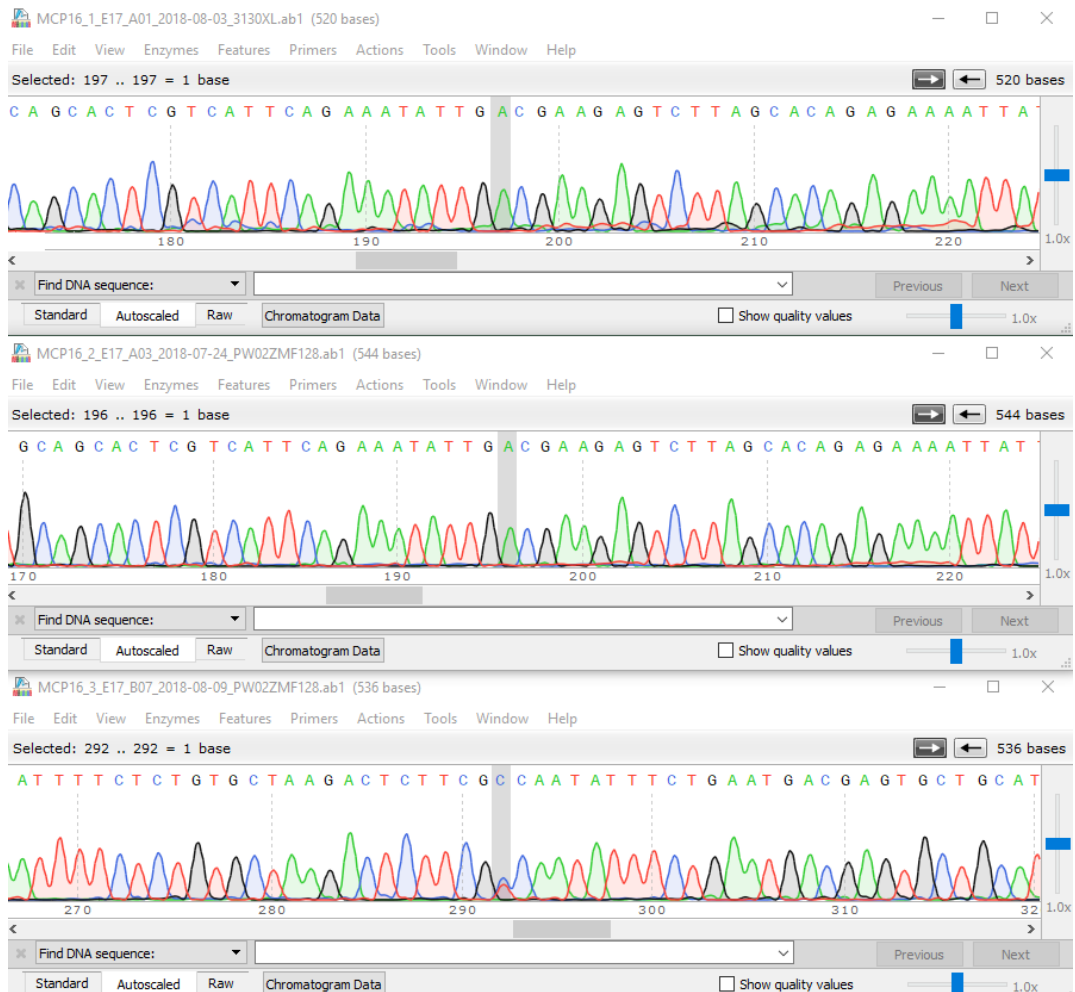 MCP16_1_E17_A01_2018-08-03_3130XL.ab1 (520 bases)
File Edit View Enzymes Features Primers Actions Tools Window Help
Selected: 197 .. 197 = 1 base 520 bases
C A G C A C T C G T C A T T C A G A A A T A T T G A C G A A G A G T C T T A G C A C A G A G A A A A T T A T
180 190 200 210 220
1.0x
Find DNA sequence: Previous Next
Standard Autoscaled Raw Chromatogram Data Show quality values 1.0x
MCP16_2_E17_A03_2018-07-24_PW02ZMF128.ab1 (544 bases)
File Edit View Enzymes Features Primers Actions Tools Window Help
Selected: 196 .. 196 = 1 base 544 bases
G C A G C A C T C G T C A T T C A G A A A T A T T G A C G A A G A G T C T T A G C A C A G A G A A A A T T A T T
170 180 190 200 210 220
1.0x
Find DNA sequence: Previous Next
Standard Autoscaled Raw Chromatogram Data Show quality values 1.0x
MCP16_3_E17_B07_2018-08-09_PW02ZMF128.ab1 (536 bases)
File Edit View Enzymes Features Primers Actions Tools Window Help
Selected: 292 .. 292 = 1 base 536 bases
A T T T T C T C T G T G C T A A G A C T C T T C G C C A A T A T T T C T G A A T G A C G A G T G C T G C A T
270 280 290 300 310 32
1.0x
Find DNA sequence: Previous Next
Standard Autoscaled Raw Chromatogram Data Show quality values 1.0x